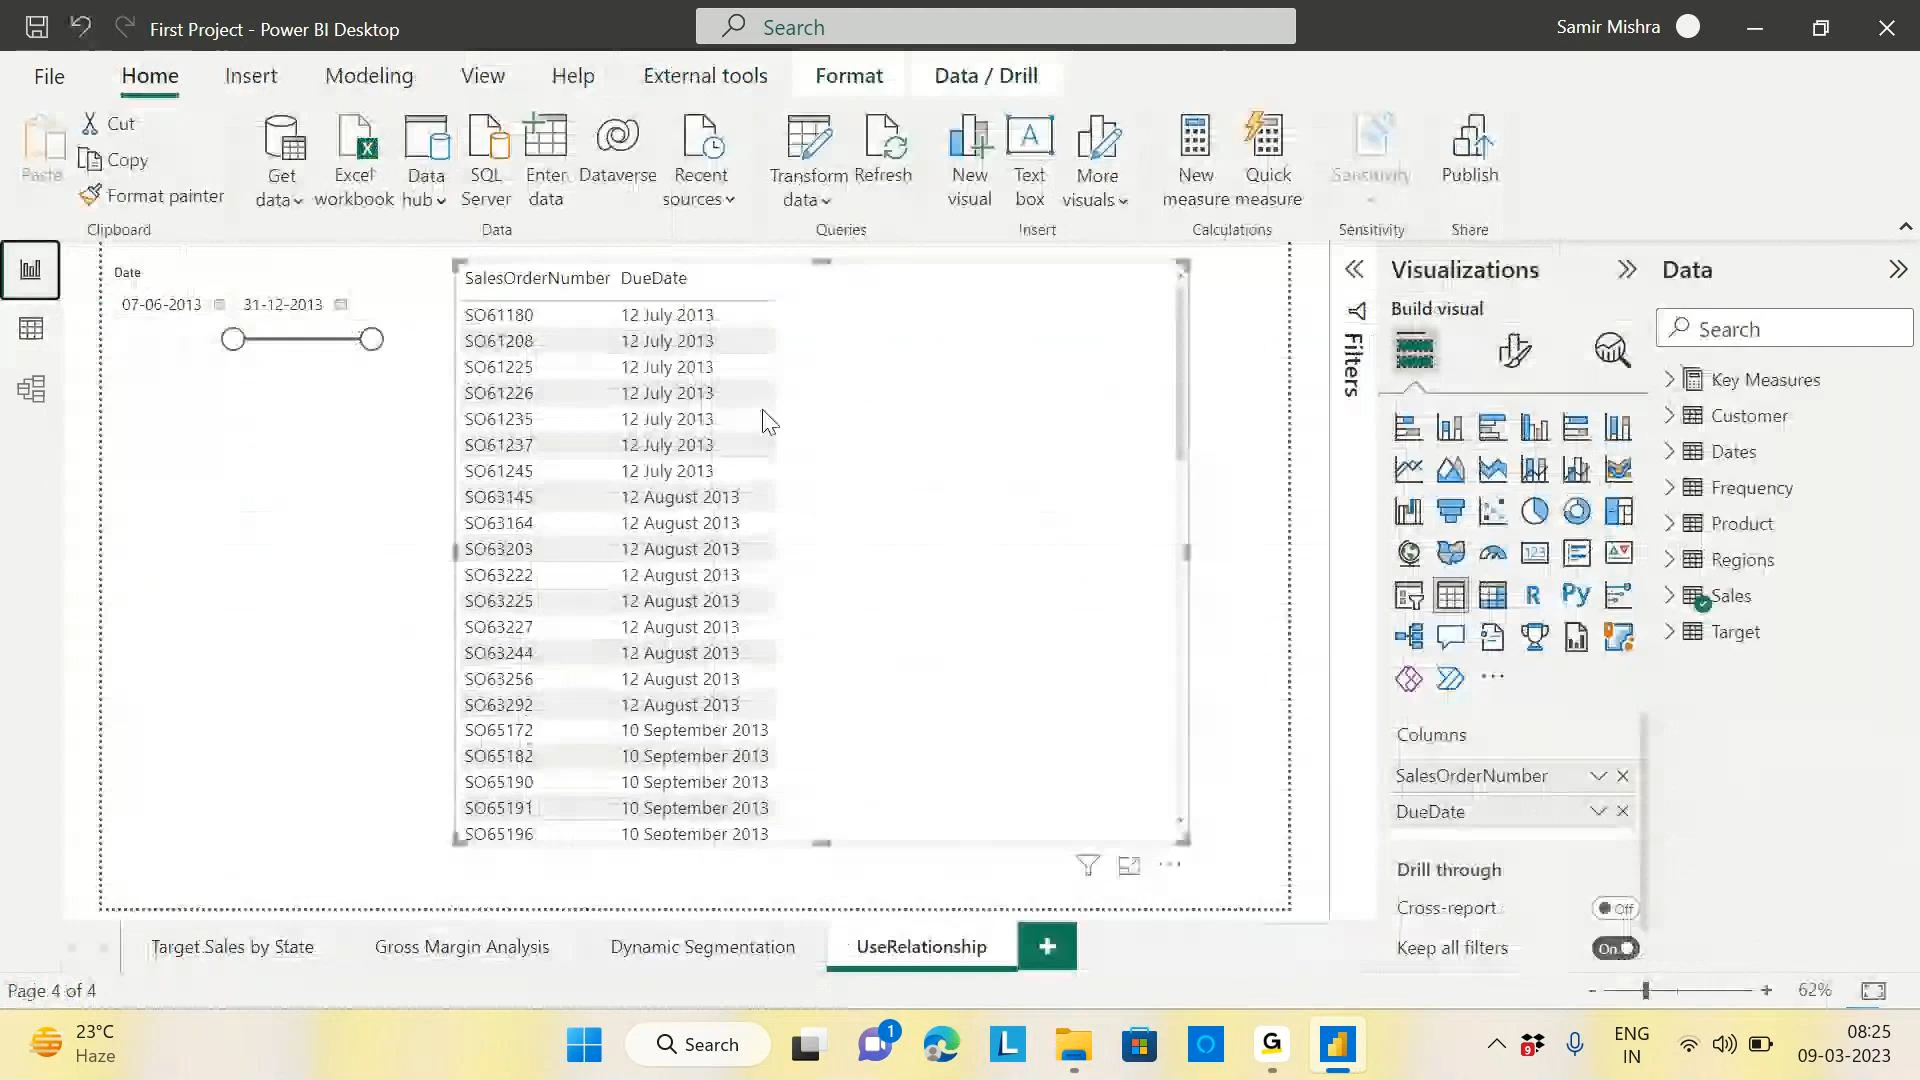 First Project - Power BI Desktop
Search
Samir Mishra
File
Home
Insert
Modeling
View
Help
External tools
Format
Data / Drill
Paste
Cut
Copy
Format painter
Clipboard
Get data
Excel workbook
Data hub
SQL Server
Enter data
Dataverse
Recent sources
Data
Transform data
Refresh
Queries
New visual
Text box
More visuals
Insert
New measure
Quick measure
Calculations
Sensitivity
Sensitivity
Publish
Share
Date
07-06-2013
31-12-2013
SalesOrderNumber DueDate
SO61180 12 July 2013
SO61208 12 July 2013
SO61225 12 July 2013
SO61226 12 July 2013
SO61235 12 July 2013
SO61237 12 July 2013
SO61245 12 July 2013
SO63145 12 August 2013
SO63164 12 August 2013
SO63203 12 August 2013
SO63222 12 August 2013
SO63225 12 August 2013
SO63227 12 August 2013
SO63244 12 August 2013
SO63256 12 August 2013
SO63292 12 August 2013
SO65172 10 September 2013
SO65182 10 September 2013
SO65190 10 September 2013
SO65191 10 September 2013
SO65196 10 September 2013
Filters
Visualizations
Build visual
123
R
Py
Columns
SalesOrderNumber
DueDate
Drill through
Cross-report
Off
Keep all filters
On
Data
Search
Key Measures
Customer
Dates
Frequency
Product
Regions
Sales
Target
Target Sales by State
Gross Margin Analysis
Dynamic Segmentation
UseRelationship
+
Page 4 of 4
- + 62%
23°C
Haze
Search
1
L
G
9
ENG
IN
08:25
09-03-2023